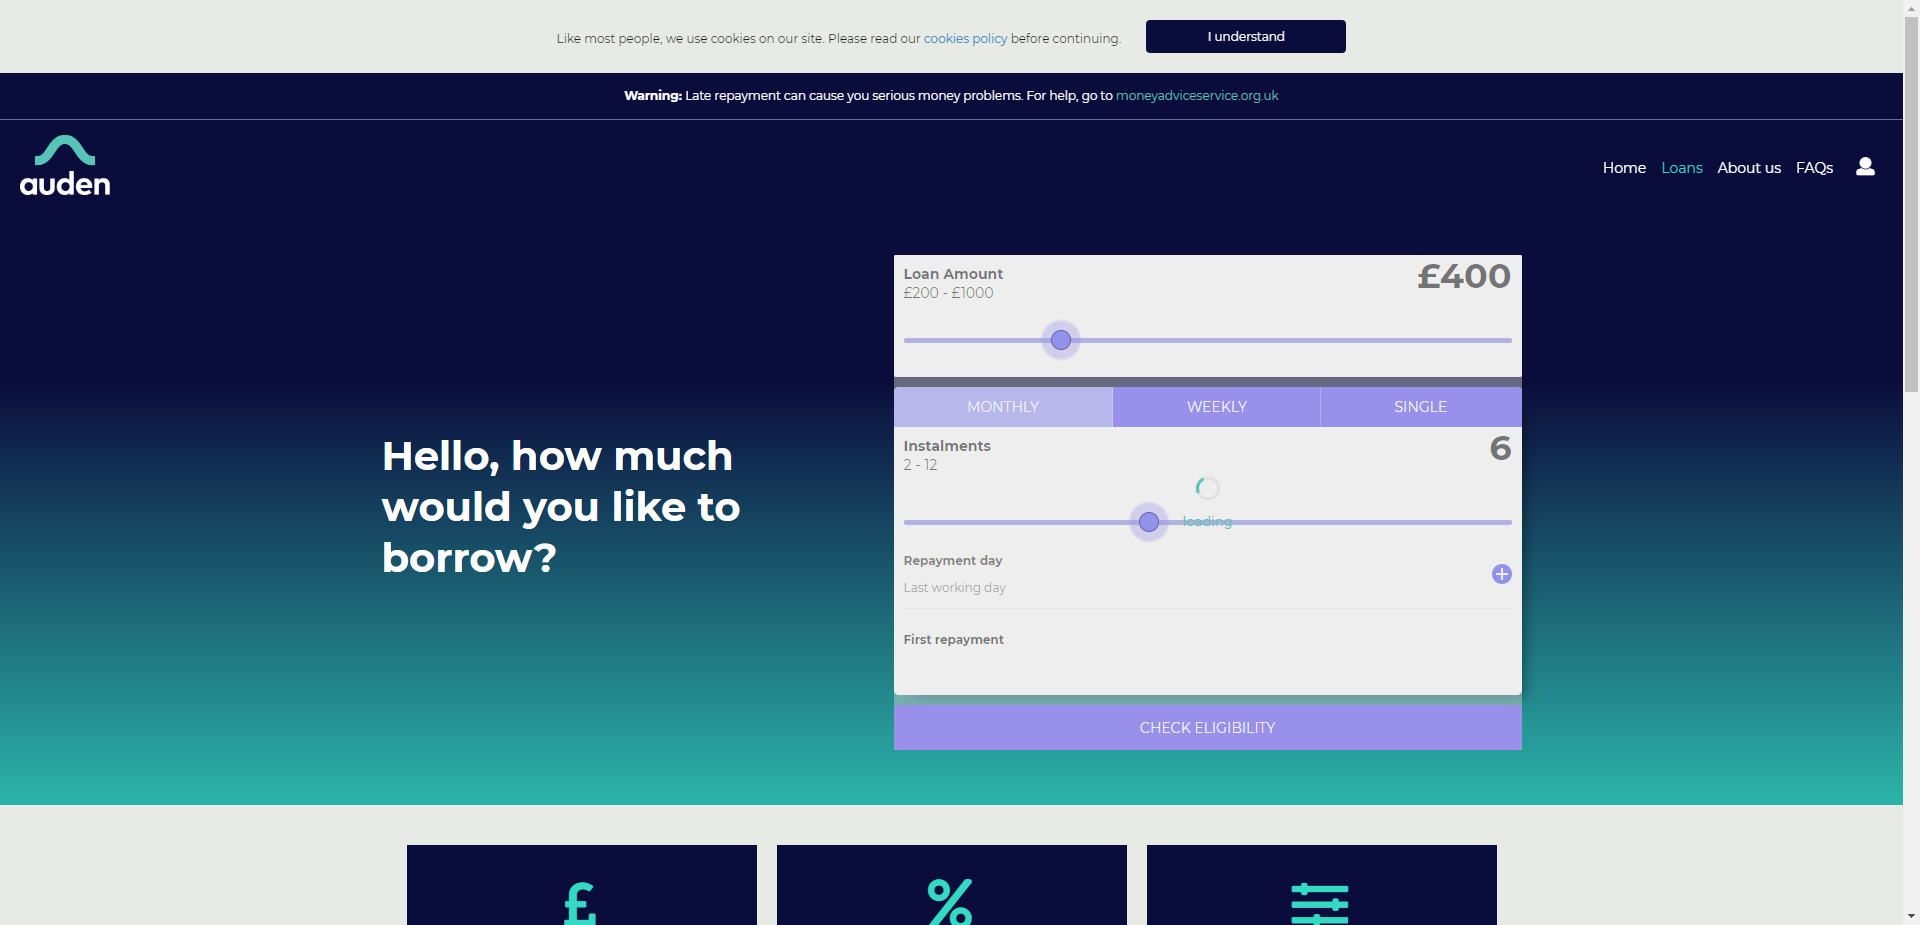 Like most people, we use cookies on our site. Please read our cookies policy before continuing.
I understand
Warning: Late repayment can cause you serious money problems. For help, go to moneyadviceservice.org.uk
auden
Home Loans About us FAQs
Loan Amount
£400
£200 - £1000
MONTHLY WEEKLY SINGLE
Instalments
6
2 - 12
loading
Hello, how much
would you like to
borrow?
Repayment day
Last working day
First repayment
CHECK ELIGIBILITY
£
%